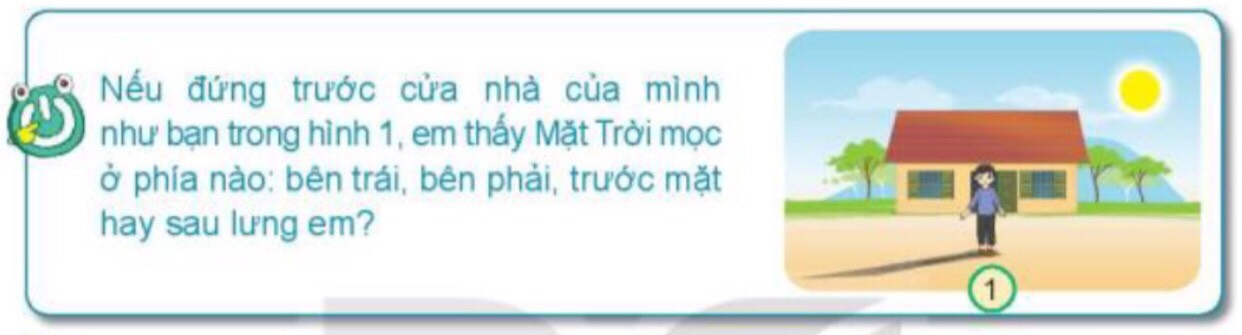 Nếu đứng trước cửa nhà của mình
như bạn trong hình 1, em thấy Mặt Trời mọc
ở phía nào: bên trái, bên phải, trước mặt
hay sau lưng em?
1